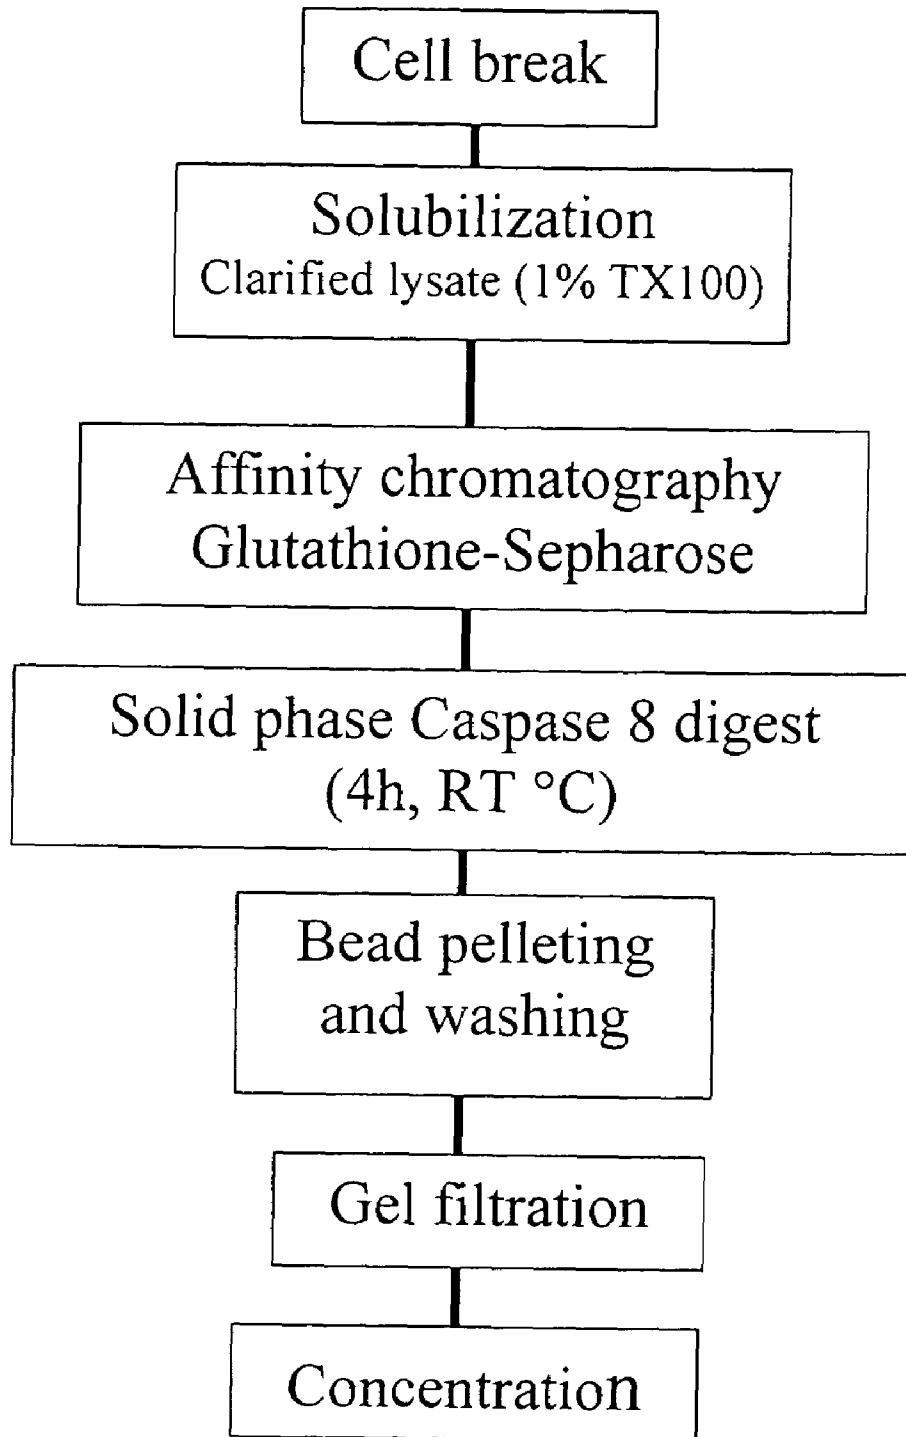 Cell break
Solubilization
Clarified lysate (1% TX100)
Affinity chromatography
Glutathione-Sepharose
Solid phase Caspase 8 digest
(4h, RT °C)
Bead pelleting
and washing
Gel filtration
Concentration